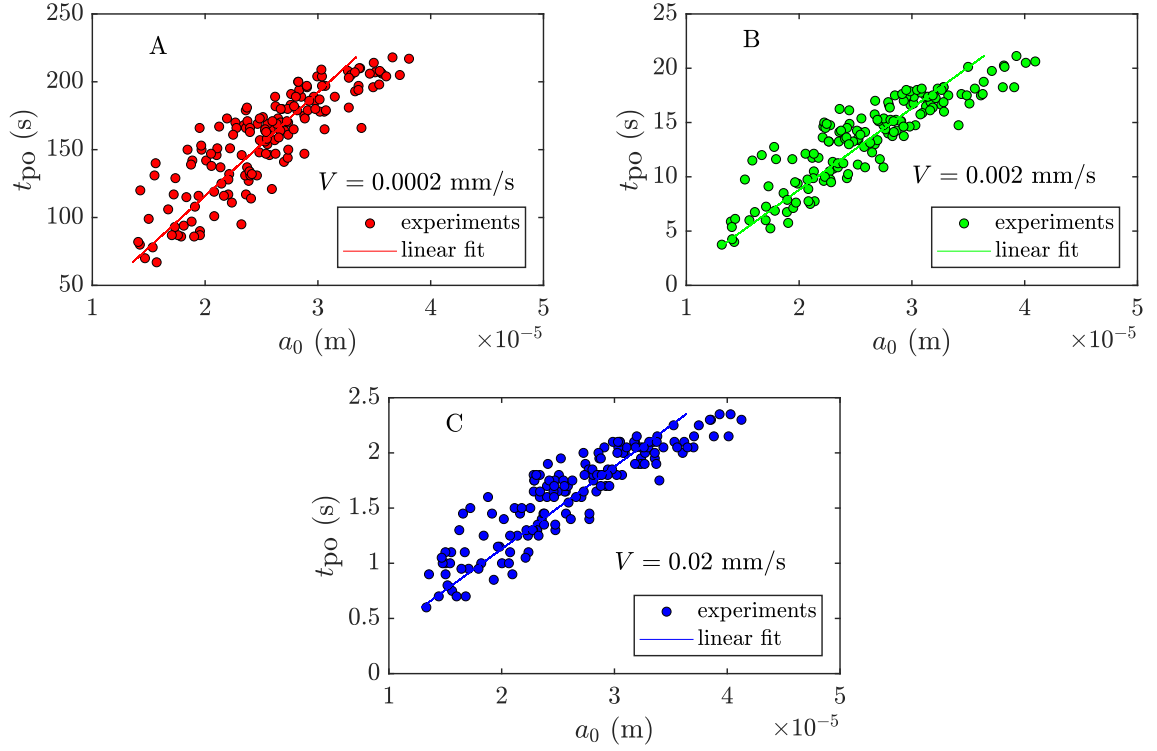 A
V = 0.0002 mm/s
experiments
linear fit
250
200
150
100
50
t_po (s)
1
2
3
4
5
×10⁻⁵
a₀ (m)
B
V = 0.002 mm/s
experiments
linear fit
25
20
15
10
5
0
t_po (s)
1
2
3
4
5
×10⁻⁵
a₀ (m)
C
V = 0.02 mm/s
experiments
linear fit
2.5
2
1.5
1
0.5
0
t_po (s)
1
2
3
4
5
×10⁻⁵
a₀ (m)